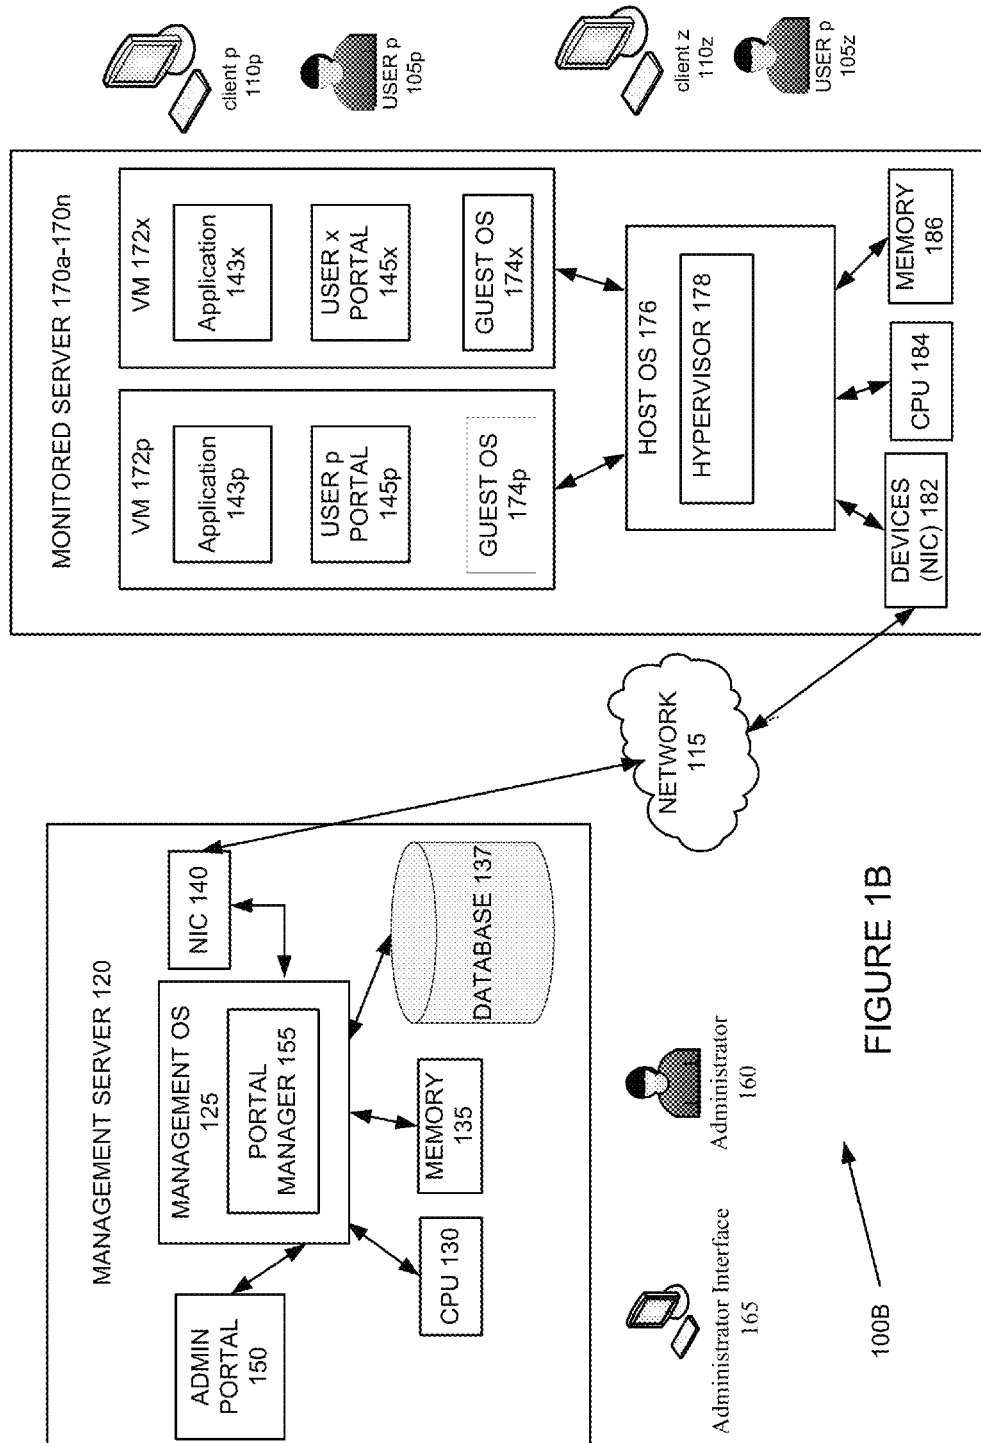 MANAGEMENT SERVER 120
ADMIN
PORTAL
150
MANAGEMENT OS
125
PORTAL
MANAGER 155
NIC 140
CPU 130
MEMORY
135
DATABASE 137
Administrator Interface
165
Administrator
160
NETWORK
115
MONITORED SERVER 170a-170n
VM 172p
Application
143p
USER p
PORTAL
145p
GUEST OS
174p
VM 172x
Application
143x
USER x
PORTAL
145x
GUEST OS
174x
HOST OS 176
HYPERVISOR 178
DEVICES
(NIC) 182
CPU 184
MEMORY
186
client p
110p
USER p
105p
client z
110z
USER p
105z
100B
FIGURE 1B